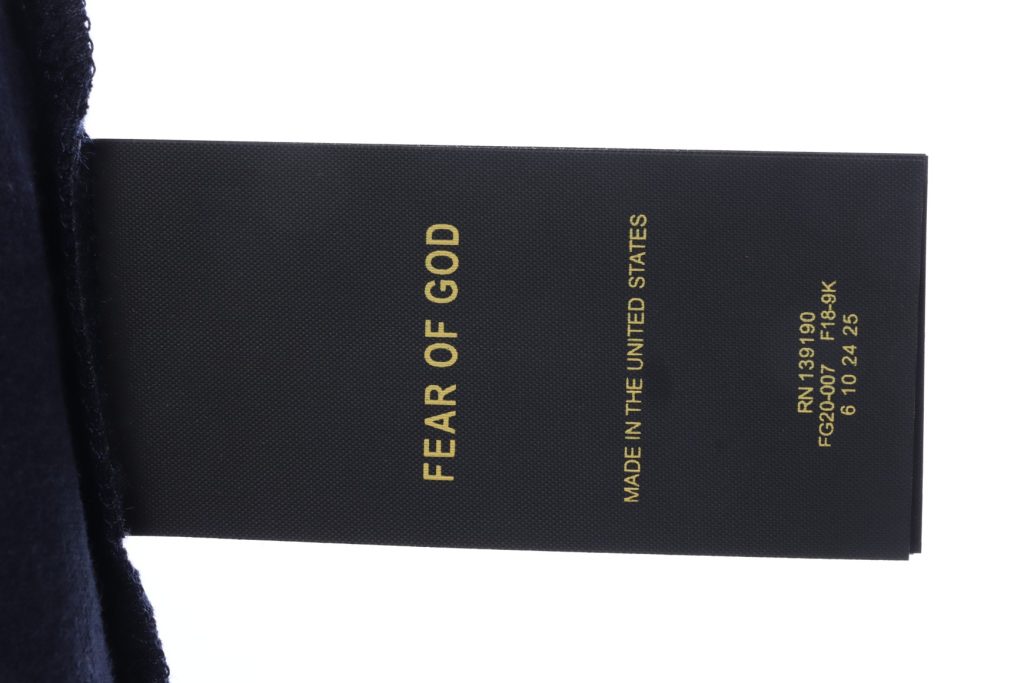 FEAR OF GOD
MADE IN THE UNITED STATES
RN 139190
FG20-007 F18-9K
6 10 24 25